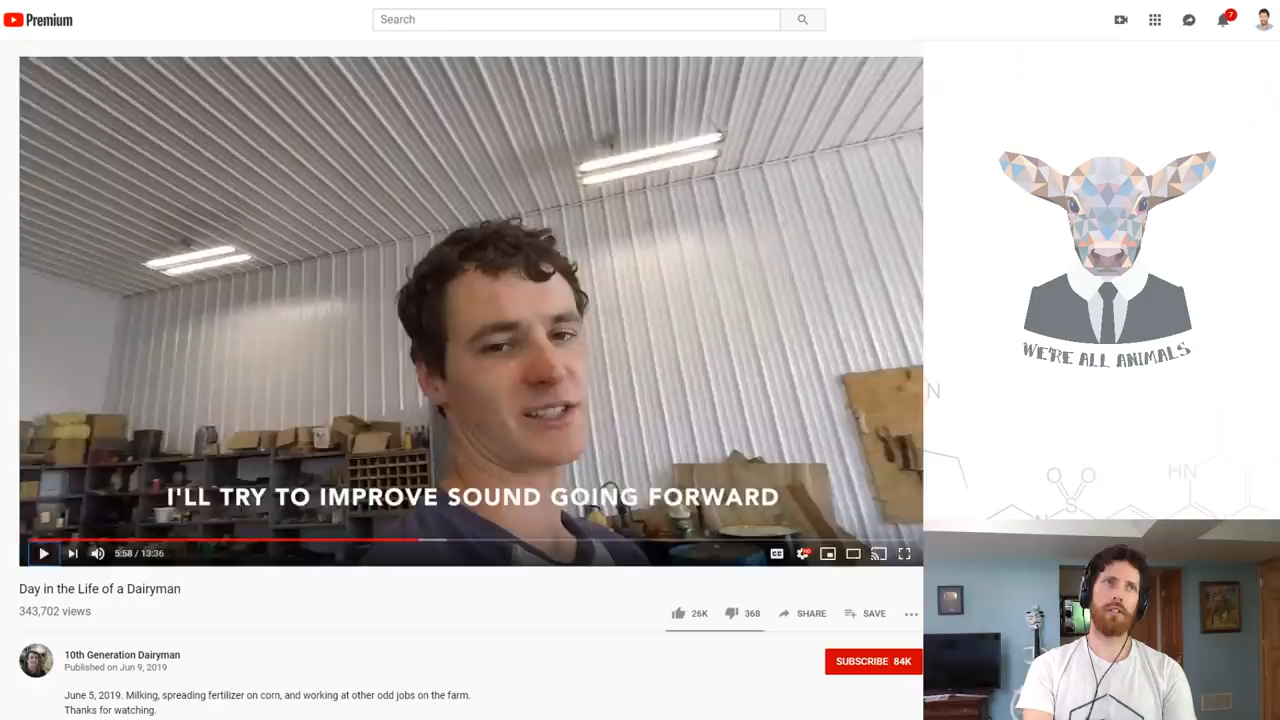 Premium
Search
7
WE'RE ALL ANIMALS
N
HN
O
O
S
N
I'LL TRY TO IMPROVE SOUND GOING FORWARD
5:58 / 13:36
CC
HD
Day in the Life of a Dairyman
343,702 views
26K
368
SHARE
SAVE
10th Generation Dairyman
Published on Jun 9, 2019
SUBSCRIBE 84K
June 5, 2019. Milking, spreading fertilizer on corn, and working at other odd jobs on the farm.
Thanks for watching.